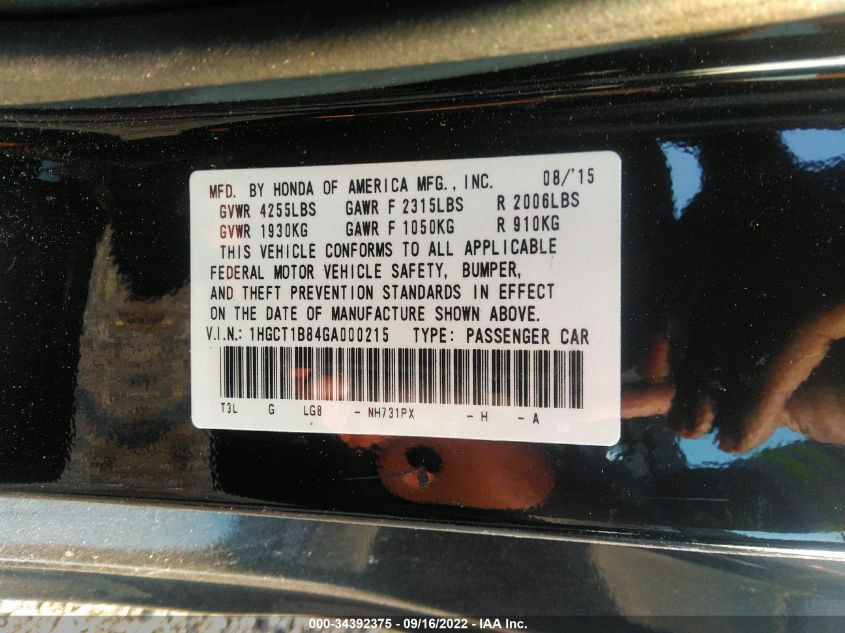 MFD. BY HONDA OF AMERICA MFG., INC. 08/'15
GVWR 4255LBS GAWR F 2315LBS R 2006LBS
GVWR 1930KG GAWR F 1050KG R 910KG
THIS VEHICLE CONFORMS TO ALL APPLICABLE
FEDERAL MOTOR VEHICLE SAFETY, BUMPER,
AND THEFT PREVENTION STANDARDS IN EFFECT
ON THE DATE OF MANUFACTURE SHOWN ABOVE.
V.I.N.: 1HGCT1B84GA000215 TYPE: PASSENGER CAR
T3L G LG8 - NH731PX - H - A
000-34392375 - 09/16/2022 - IAA Inc.